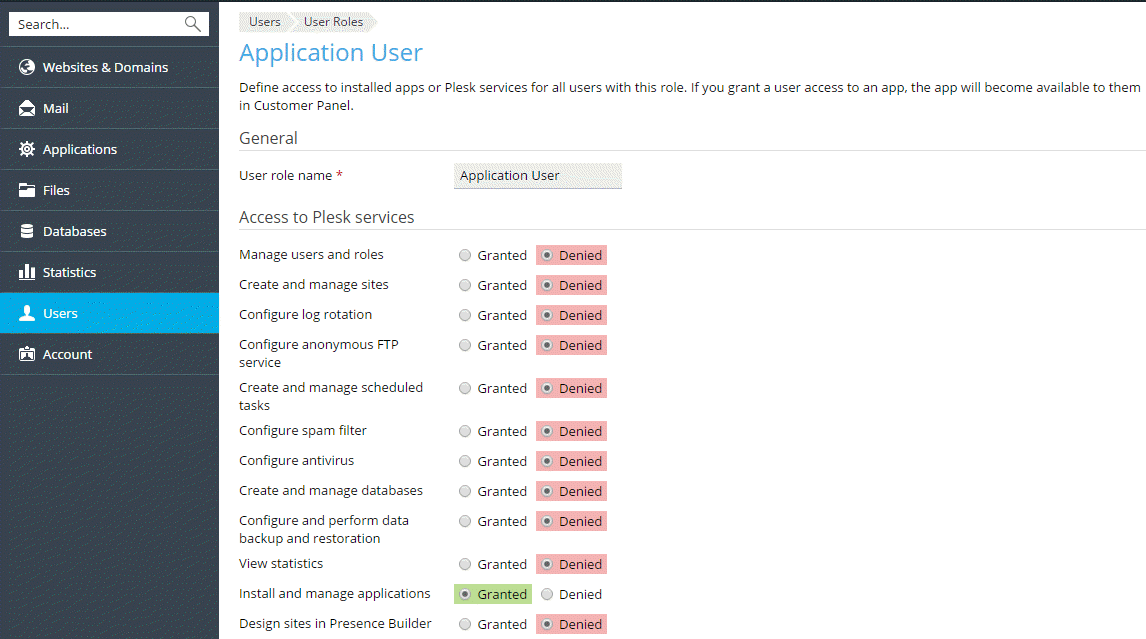 Search...
Websites & Domains
Mail
Applications
Files
Databases
Statistics
Users
Account
Users User Roles
Application User
Define access to installed apps or Plesk services for all users with this role. If you grant a user access to an app, the app will become available to them
in Customer Panel.
General
User role name * Application User
Access to Plesk services
Manage users and roles Granted Denied
Create and manage sites Granted Denied
Configure log rotation Granted Denied
Configure anonymous FTP Granted Denied
service
Create and manage scheduled Granted Denied
tasks
Configure spam filter Granted Denied
Configure antivirus Granted Denied
Create and manage databases Granted Denied
Configure and perform data Granted Denied
backup and restoration
View statistics Granted Denied
Install and manage applications Granted Denied
Design sites in Presence Builder Granted Denied